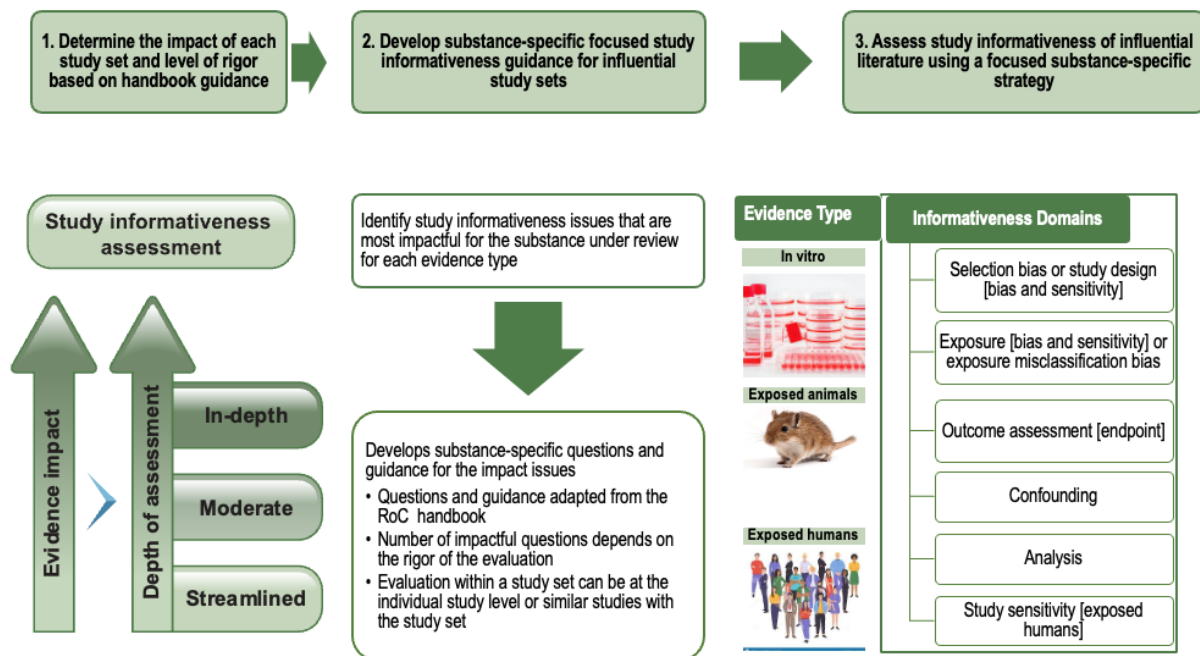 1. Determine the impact of each
study set and level of rigor
based on handbook guidance
2. Develop substance-specific focused study
informativeness guidance for influential
study sets
3. Assess study informativeness of influential
literature using a focused substance-specific
strategy
Study informativeness
assessment
Evidence impact
Depth of assessment
In-depth
Moderate
Streamlined
Identify study informativeness issues that are
most impactful for the substance under review
for each evidence type
Develops substance-specific questions and
guidance for the impact issues
• Questions and guidance adapted from the
RoC handbook
• Number of impactful questions depends on
the rigor of the evaluation
• Evaluation within a study set can be at the
individual study level or similar studies with
the study set
Evidence Type
In vitro
Exposed animals
Exposed humans
Informativeness Domains
Selection bias or study design
[bias and sensitivity]
Exposure [bias and sensitivity] or
exposure misclassification bias
Outcome assessment [endpoint]
Confounding
Analysis
Study sensitivity [exposed
humans]